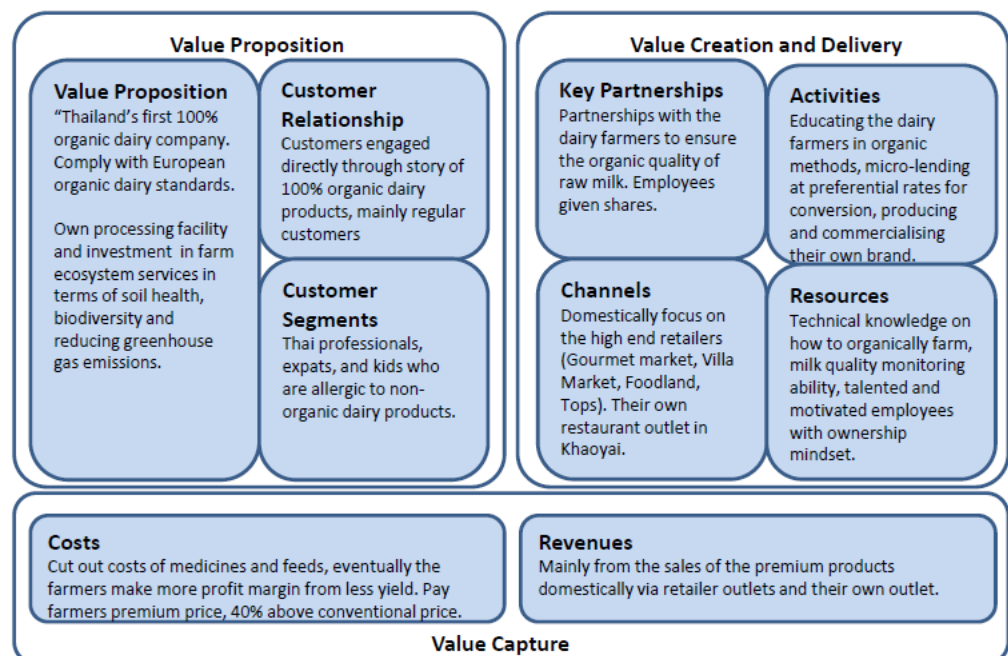 Value Proposition
Value Proposition
“Thailand’s first 100%
organic dairy company.
Comply with European
organic dairy standards.
Own processing facility
and investment in farm
ecosystem services in
terms of soil health,
biodiversity and
reducing greenhouse
gas emissions.
Customer
Relationship
Customers engaged
directly through story of
100% organic dairy
products, mainly regular
customers
Customer
Segments
Thai professionals,
expats, and kids who
are allergic to non-
organic dairy products.
Value Creation and Delivery
Key Partnerships
Partnerships with the
dairy farmers to ensure
the organic quality of
raw milk. Employees
given shares.
Activities
Educating the dairy
farmers in organic
methods, micro-lending
at preferential rates for
conversion, producing
and commercialising
their own brand.
Channels
Domestically focus on
the high end retailers
(Gourmet market, Villa
Market, Foodland,
Tops). Their own
restaurant outlet in
Khaoyai.
Resources
Technical knowledge on
how to organically farm,
milk quality monitoring
ability, talented and
motivated employees
with ownership
mindset.
Costs
Cut out costs of medicines and feeds, eventually the
farmers make more profit margin from less yield. Pay
farmers premium price, 40% above conventional price.
Revenues
Mainly from the sales of the premium products
domestically via retailer outlets and their own outlet.
Value Capture